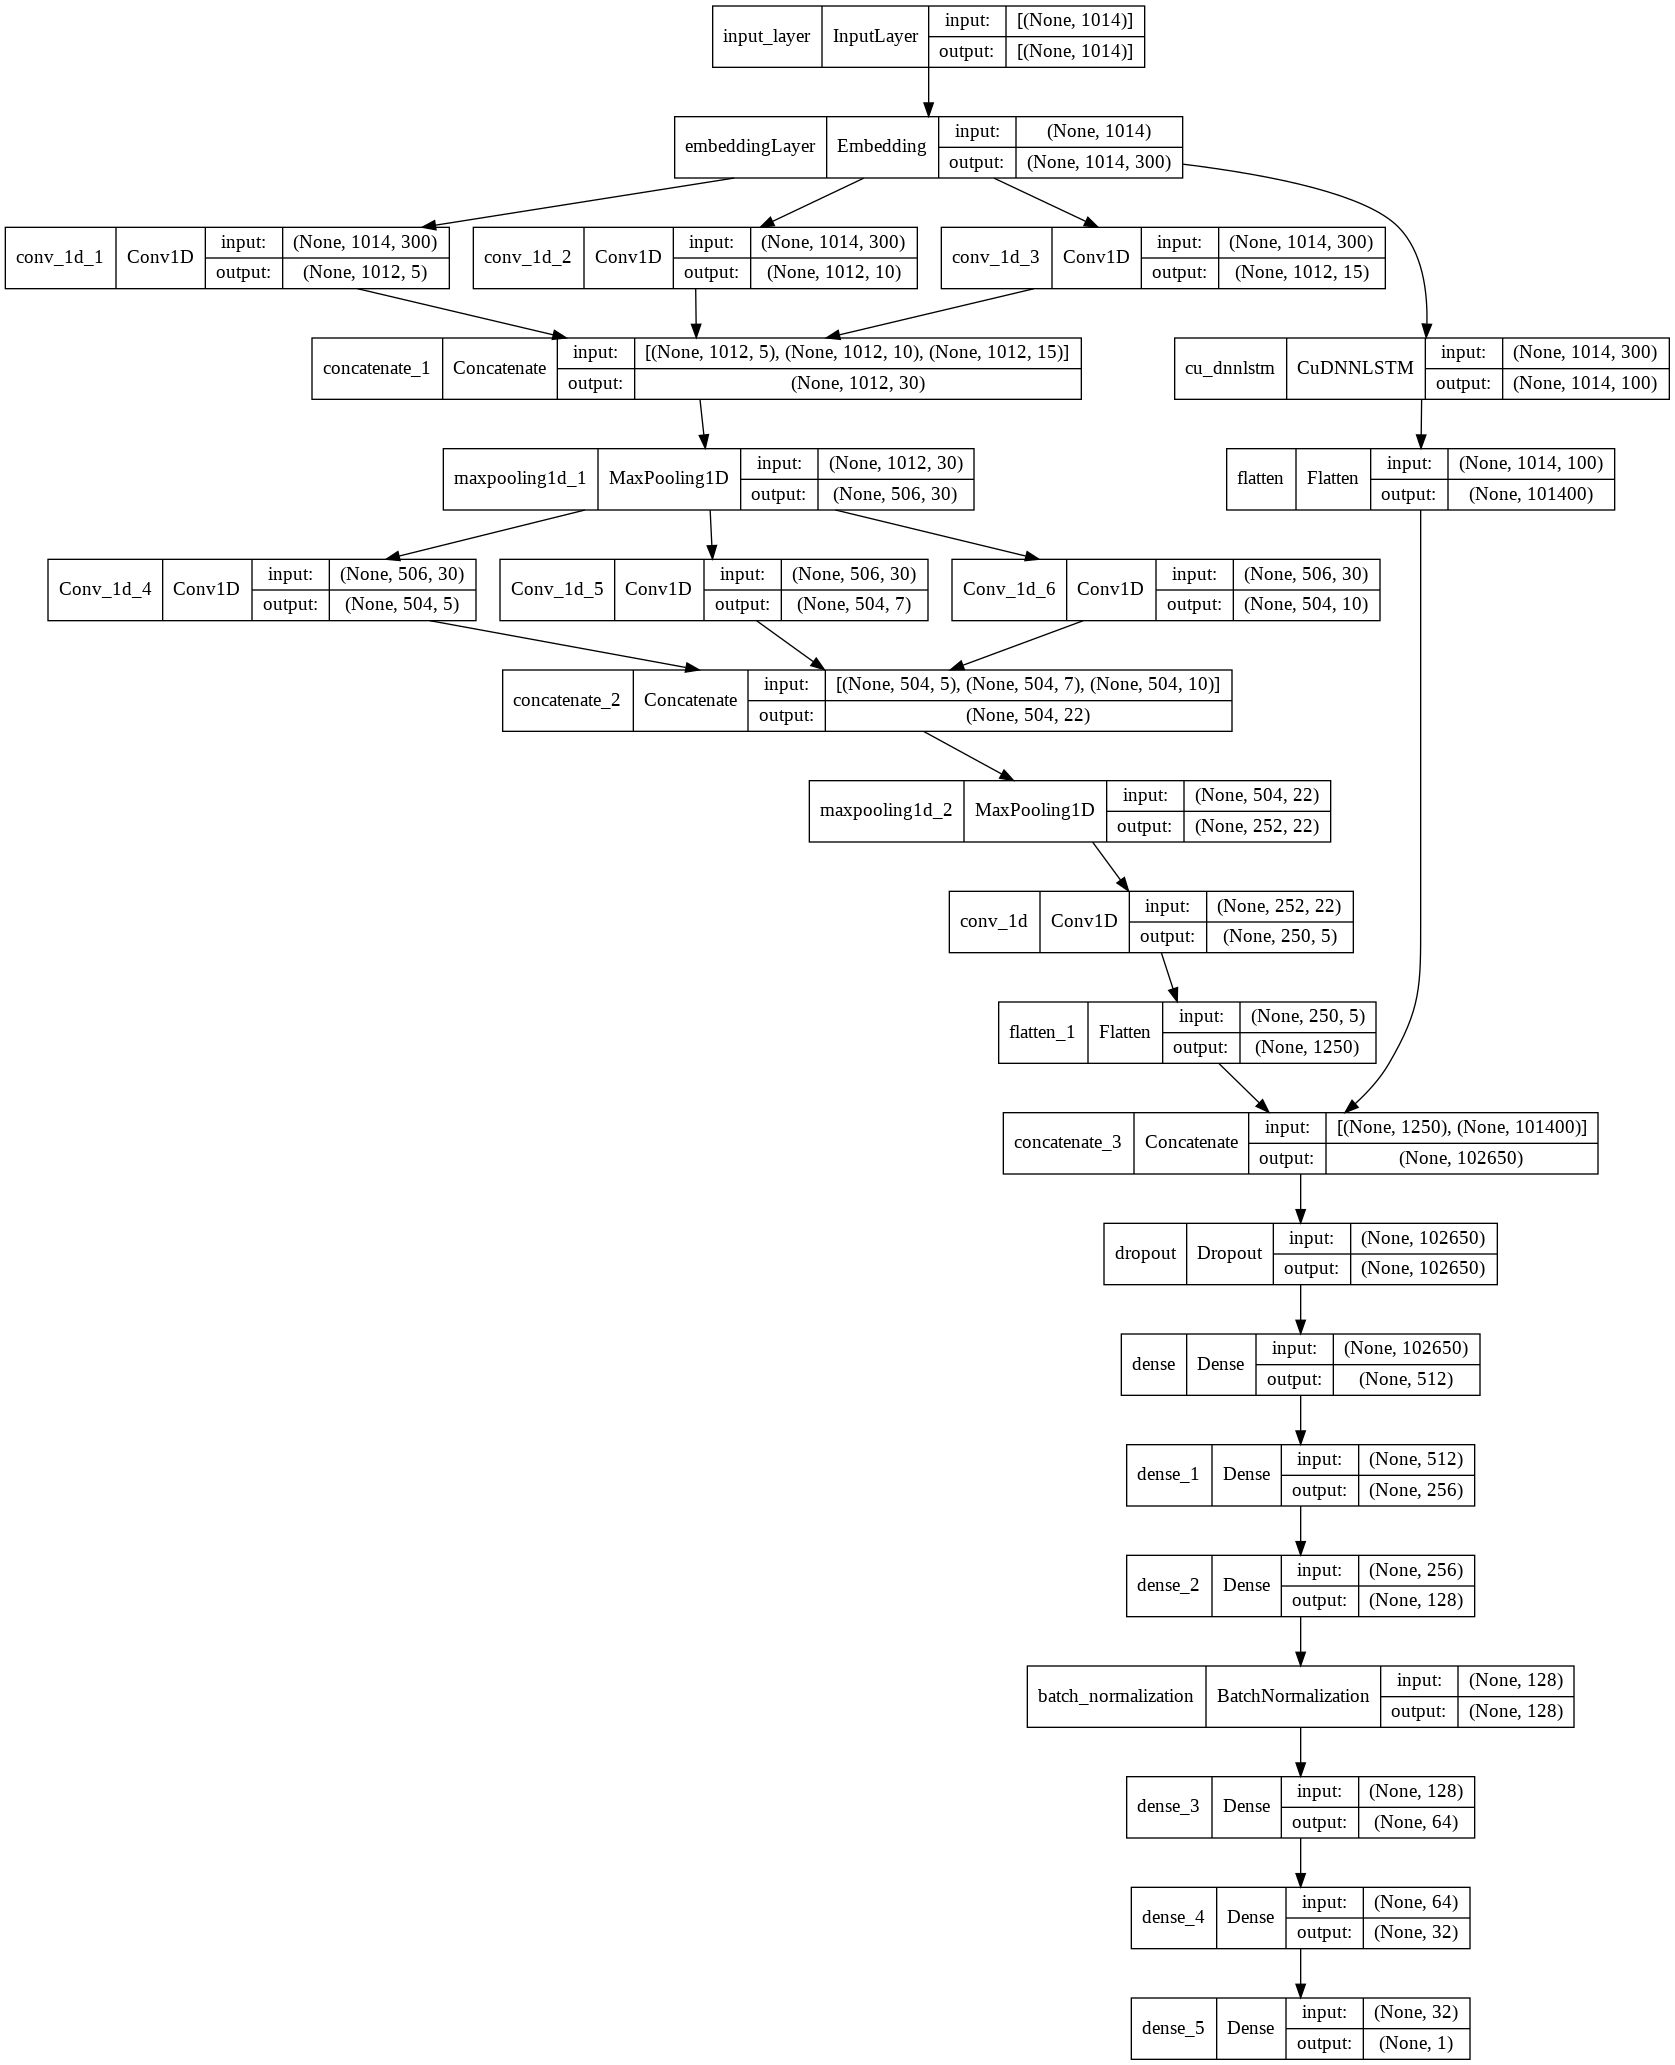 input_layer InputLayer input: [(None, 1014)]
output: [(None, 1014)]
embeddingLayer Embedding input: (None, 1014)
output: (None, 1014, 300)
conv_1d_1 Conv1D input: (None, 1014, 300)
output: (None, 1012, 5)
conv_1d_2 Conv1D input: (None, 1014, 300)
output: (None, 1012, 10)
conv_1d_3 Conv1D input: (None, 1014, 300)
output: (None, 1012, 15)
concatenate_1 Concatenate input: [(None, 1012, 5), (None, 1012, 10), (None, 1012, 15)]
output: (None, 1012, 30)
cu_dnnlstm CuDNNLSTM input: (None, 1014, 300)
output: (None, 1014, 100)
maxpooling1d_1 MaxPooling1D input: (None, 1012, 30)
output: (None, 506, 30)
flatten Flatten input: (None, 1014, 100)
output: (None, 101400)
Conv_1d_4 Conv1D input: (None, 506, 30)
output: (None, 504, 5)
Conv_1d_5 Conv1D input: (None, 506, 30)
output: (None, 504, 7)
Conv_1d_6 Conv1D input: (None, 506, 30)
output: (None, 504, 10)
concatenate_2 Concatenate input: [(None, 504, 5), (None, 504, 7), (None, 504, 10)]
output: (None, 504, 22)
maxpooling1d_2 MaxPooling1D input: (None, 504, 22)
output: (None, 252, 22)
conv_1d Conv1D input: (None, 252, 22)
output: (None, 250, 5)
flatten_1 Flatten input: (None, 250, 5)
output: (None, 1250)
concatenate_3 Concatenate input: [(None, 1250), (None, 101400)]
output: (None, 102650)
dropout Dropout input: (None, 102650)
output: (None, 102650)
dense Dense input: (None, 102650)
output: (None, 512)
dense_1 Dense input: (None, 512)
output: (None, 256)
dense_2 Dense input: (None, 256)
output: (None, 128)
batch_normalization BatchNormalization input: (None, 128)
output: (None, 128)
dense_3 Dense input: (None, 128)
output: (None, 64)
dense_4 Dense input: (None, 64)
output: (None, 32)
dense_5 Dense input: (None, 32)
output: (None, 1)